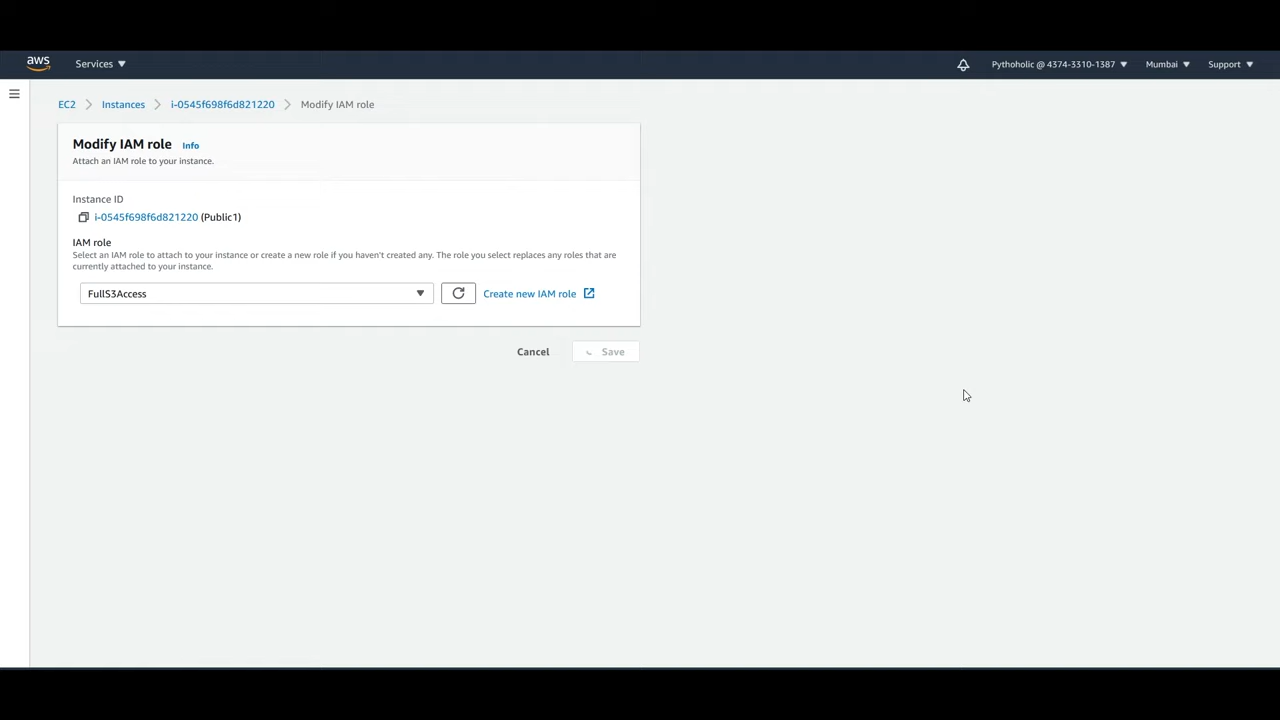 aws Services Pythoholic @ 4374-3310-1387 Mumbai Support
EC2 Instances i-0545f698f6d821220 Modify IAM role
Modify IAM role Info
Attach an IAM role to your instance.
Instance ID
i-0545f698f6d821220 (Public1)
IAM role
Select an IAM role to attach to your instance or create a new role if you haven't created any. The role you select replaces any roles that are
currently attached to your instance.
FullS3Access Create new IAM role
Cancel Save